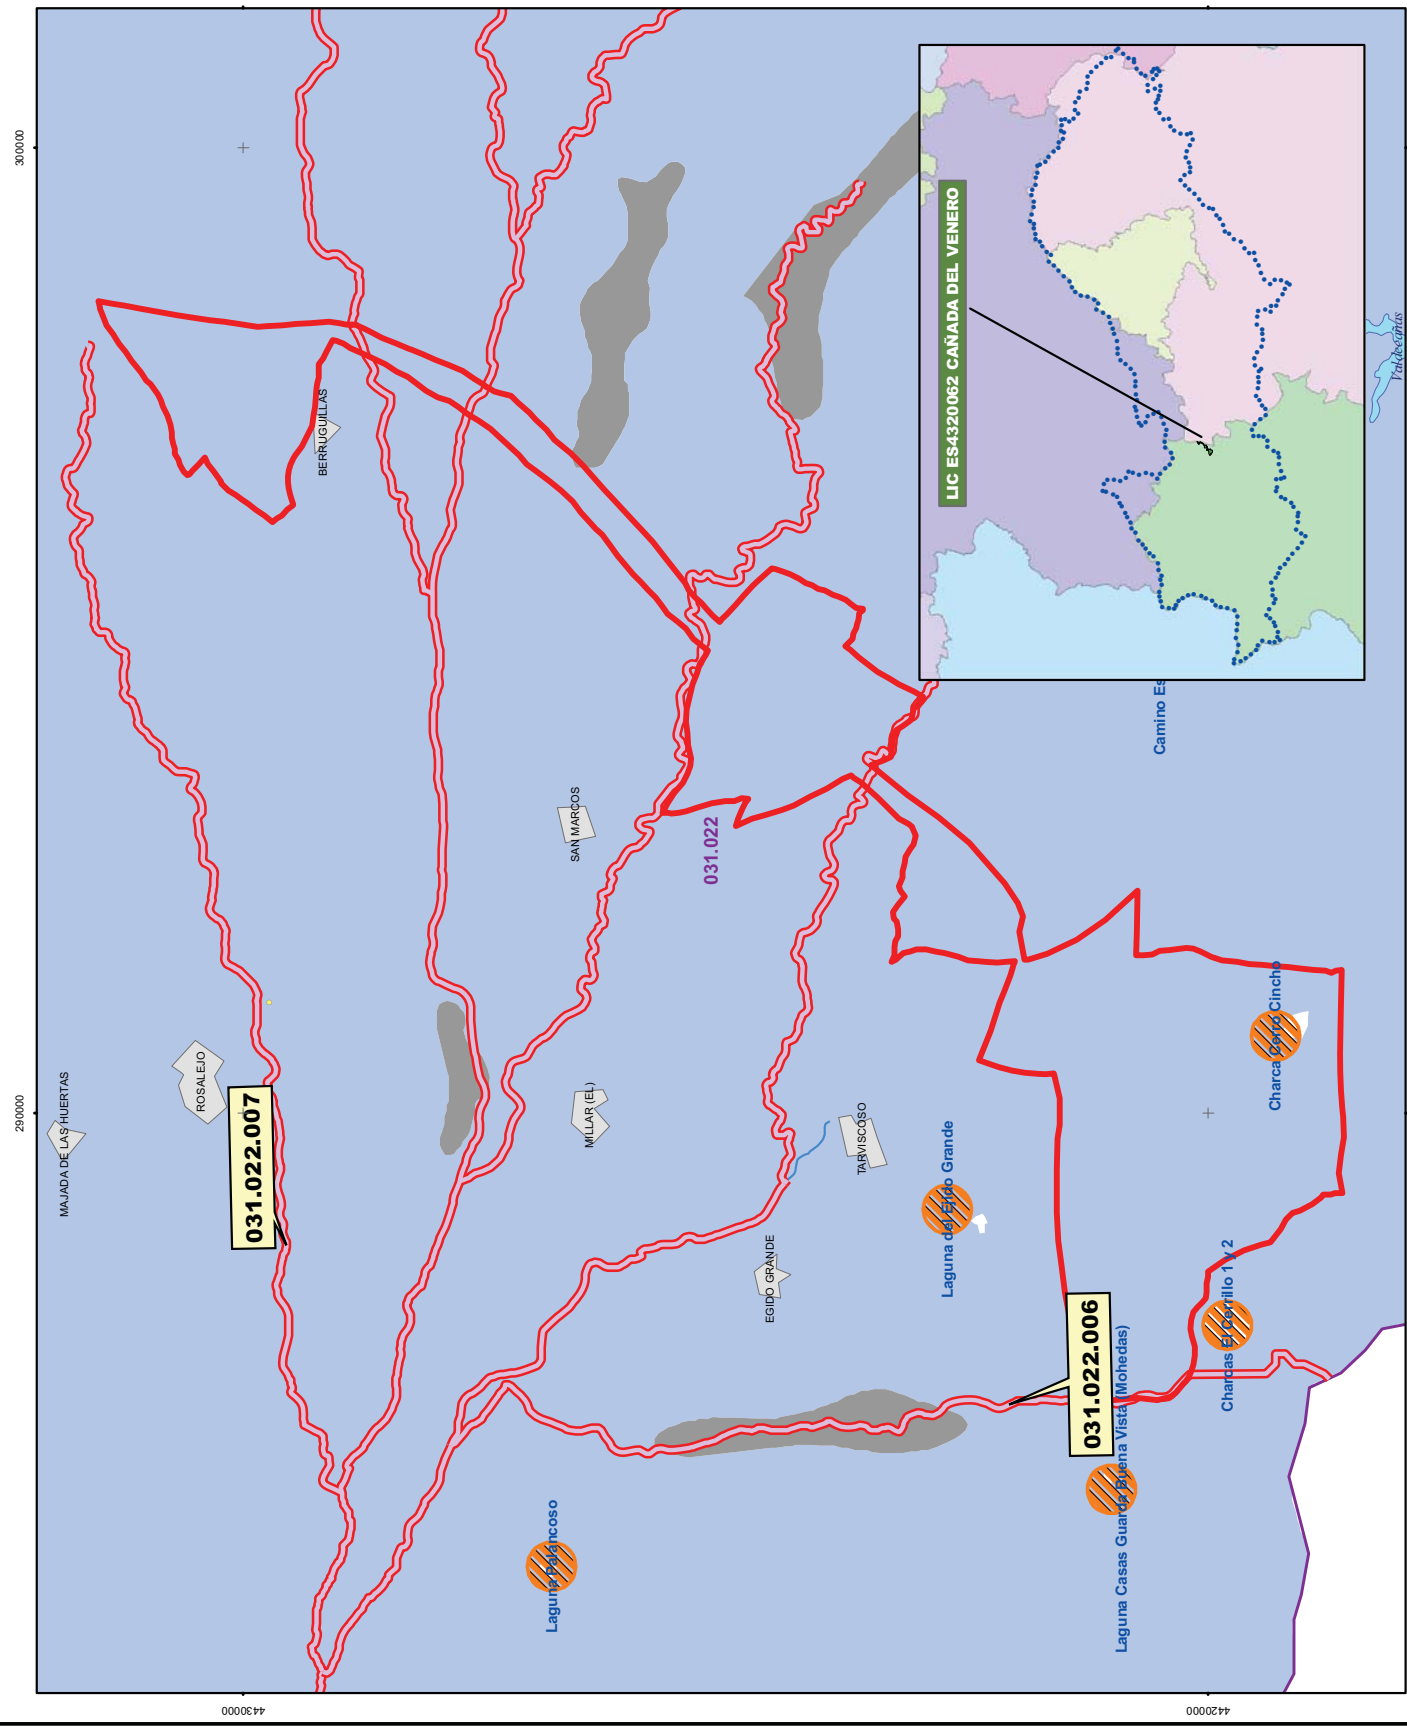 300000
290000
4430000
4420000
MAJADA DE LAS HUERTAS
ROSALEJO
031.022.007
BERRUGUILLAS
SAN MARCOS
MILLAR (EL)
031.022
EGIDO GRANDE
TARVISCOSO
Laguna del Ejido Grande
Laguna Palancoso
031.022.006
Laguna Casas Guarda Buena Vista (Mohedas)
Charcas El Cerrillo 1 y 2
Charca Cerro Cincho
Camino Es
LIC ES4320062 CAÑADA DEL VENERO
Valdecañas